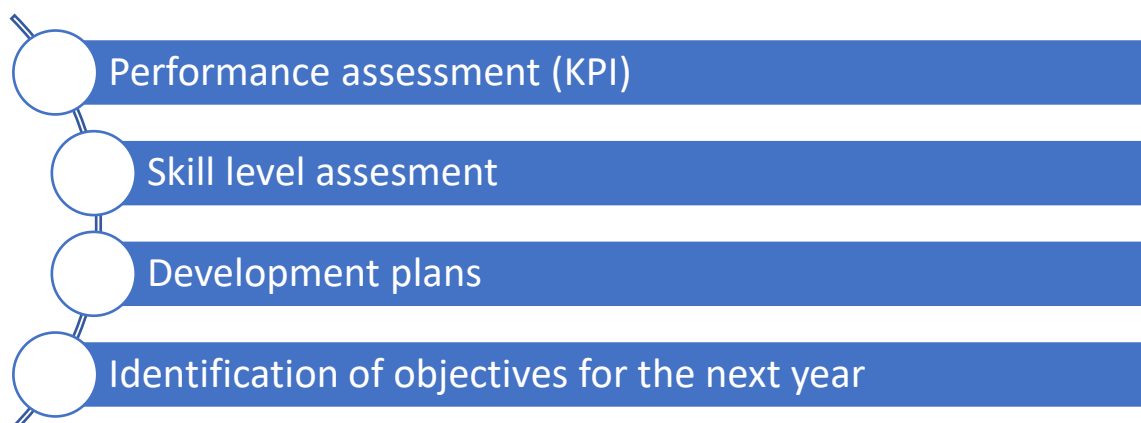 Performance assessment (KPI)
Skill level assesment
Development plans
Identification of objectives for the next year